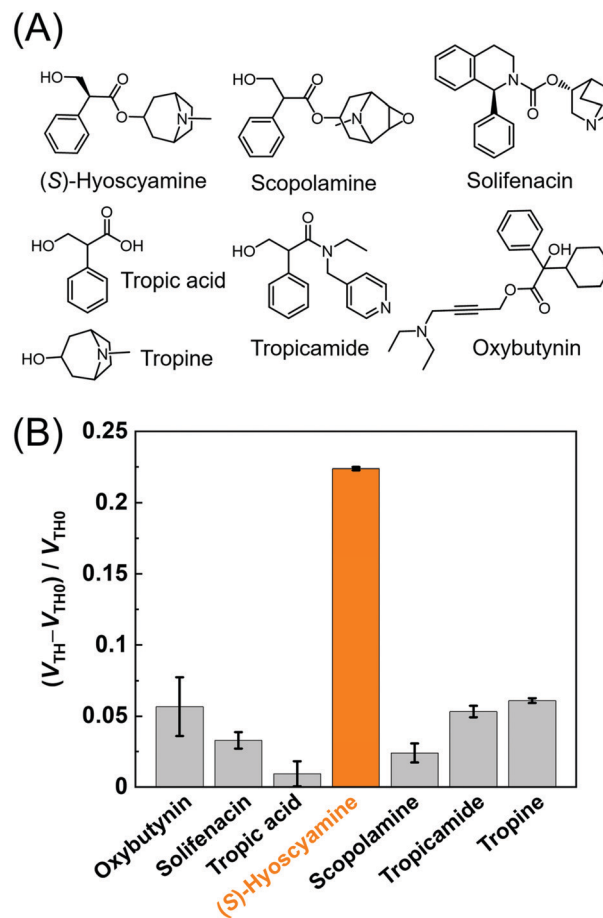 (A)
HO
O
O
N
(S)-Hyoscyamine
HO
O
O
N
O
Scopolamine
N
O
O
N
Solifenacin
O
HO
OH
Tropic acid
HO
O
N
N
Tropicamide
OH
O
O
N
Oxybutynin
HO
N
Tropine
(B)
0.25
0.2
0.15
0.1
0.05
0
(VTH−VTH0) / VTH0
Oxybutynin
Solifenacin
Tropic acid
(S)-Hyoscyamine
Scopolamine
Tropicamide
Tropine